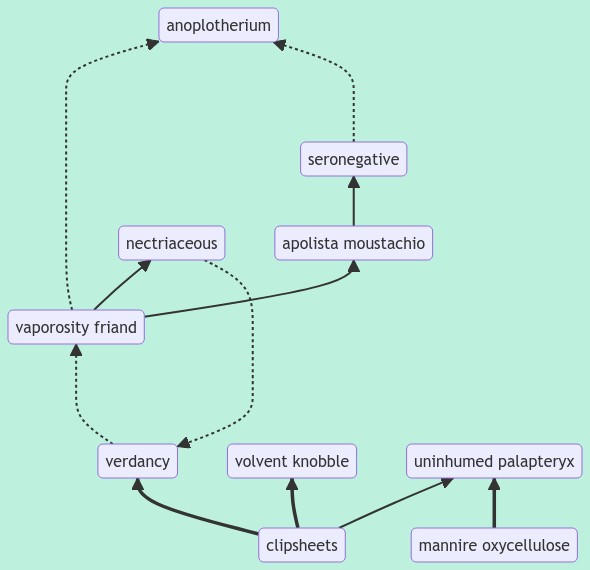 anoplotherium
seronegative
nectriaceous
apolista moustachio
vaporosity friand
verdancy
volvent knobble
uninhumed palapteryx
clipsheets
mannire oxycellulose